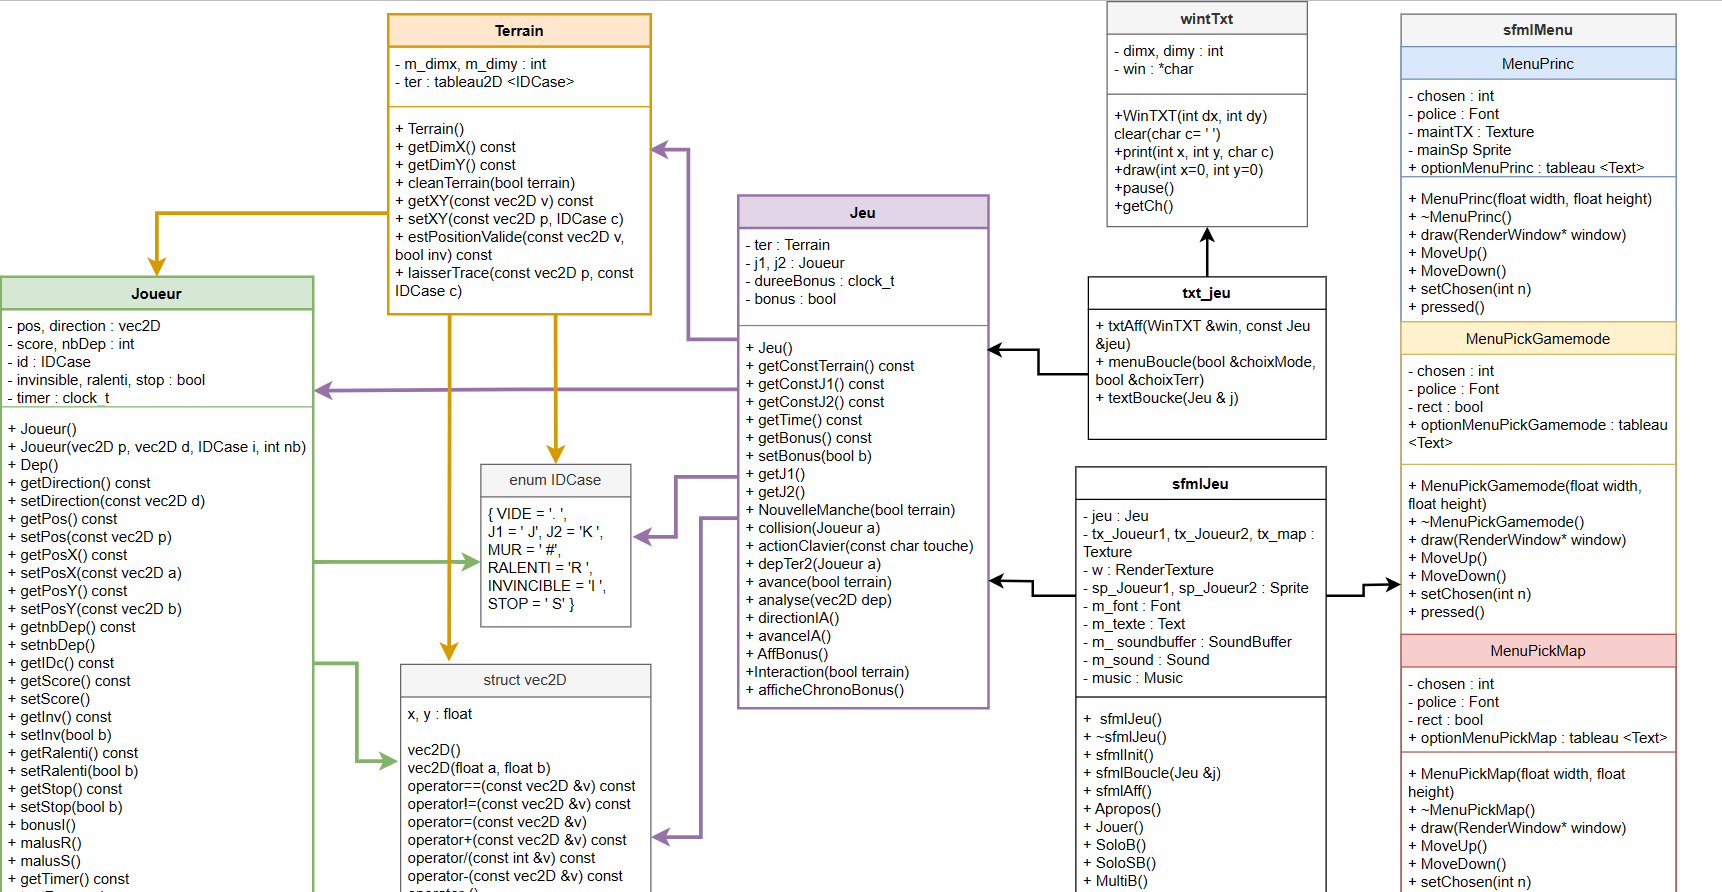 Terrain
- m_dimx, m_dimy : int
- ter : tableau2D <IDCase>
+ Terrain()
+ getDimX() const
+ getDimY() const
+ cleanTerrain(bool terrain)
+ getXY(const vec2D v) const
+ setXY(const vec2D p, IDCase c)
+ estPositionValide(const vec2D v,
bool inv) const
+ laisserTrace(const vec2D p, const
IDCase c)
Joueur
- pos, direction : vec2D
- score, nbDep : int
- id : IDCase
- invinsible, ralenti, stop : bool
- timer : clock_t
+ Joueur()
+ Joueur(vec2D p, vec2D d, IDCase i, int nb)
+ Dep()
+ getDirection() const
+ setDirection(const vec2D d)
+ getPos() const
+ setPos(const vec2D p)
+ getPosX() const
+ setPosX(const vec2D a)
+ getPosY() const
+ setPosY(const vec2D b)
+ getnbDep() const
+ setnbDep()
+ getIDc() const
+ getScore() const
+ setScore()
+ getInv() const
+ setInv(bool b)
+ getRalenti() const
+ setRalenti(bool b)
+ getStop() const
+ setStop(bool b)
+ bonusI()
+ malusR()
+ malusS()
+ getTimer() const
enum IDCase
{ VIDE = '. ',
J1 = ' J', J2 = 'K ',
MUR = ' #',
RALENTI = 'R ',
INVINCIBLE = 'I ',
STOP = ' S' }
struct vec2D
x, y : float
vec2D()
vec2D(float a, float b)
operator==(const vec2D &v) const
operator!=(const vec2D &v) const
operator=(const vec2D &v)
operator+(const vec2D &v) const
operator/(const int &v) const
operator-(const vec2D &v) const
Jeu
- ter : Terrain
- j1, j2 : Joueur
- dureeBonus : clock_t
- bonus : bool
+ Jeu()
+ getConstTerrain() const
+ getConstJ1() const
+ getConstJ2() const
+ getTime() const
+ getBonus() const
+ setBonus(bool b)
+ getJ1()
+ getJ2()
+ NouvelleManche(bool terrain)
+ collision(Joueur a)
+ actionClavier(const char touche)
+ depTer2(Joueur a)
+ avance(bool terrain)
+ analyse(vec2D dep)
+ directionIA()
+ avanceIA()
+ AffBonus()
+Interaction(bool terrain)
+ afficheChronoBonus()
wintTxt
- dimx, dimy : int
- win : *char
+WinTXT(int dx, int dy)
clear(char c= ' ')
+print(int x, int y, char c)
+draw(int x=0, int y=0)
+pause()
+getCh()
txt_jeu
+ txtAff(WinTXT &win, const Jeu
&jeu)
+ menuBoucle(bool &choixMode,
bool &choixTerr)
+ textBoucke(Jeu & j)
sfmlJeu
- jeu : Jeu
- tx_Joueur1, tx_Joueur2, tx_map :
Texture
- w : RenderTexture
- sp_Joueur1, sp_Joueur2 : Sprite
- m_font : Font
- m_texte : Text
- m_ soundbuffer : SoundBuffer
- m_sound : Sound
- music : Music
+ sfmlJeu()
+ ~sfmlJeu()
+ sfmlInit()
+ sfmlBoucle(Jeu &j)
+ sfmlAff()
+ Apropos()
+ Jouer()
+ SoloB()
+ SoloSB()
+ MultiB()
sfmlMenu
MenuPrinc
- chosen : int
- police : Font
- maintTX : Texture
- mainSp Sprite
+ optionMenuPrinc : tableau <Text>
+ MenuPrinc(float width, float height)
+ ~MenuPrinc()
+ draw(RenderWindow* window)
+ MoveUp()
+ MoveDown()
+ setChosen(int n)
+ pressed()
MenuPickGamemode
- chosen : int
- police : Font
- rect : bool
+ optionMenuPickGamemode : tableau
<Text>
+ MenuPickGamemode(float width,
float height)
+ ~MenuPickGamemode()
+ draw(RenderWindow* window)
+ MoveUp()
+ MoveDown()
+ setChosen(int n)
+ pressed()
MenuPickMap
- chosen : int
- police : Font
- rect : bool
+ optionMenuPickMap : tableau <Text>
+ MenuPickMap(float width, float
height)
+ ~MenuPickMap()
+ draw(RenderWindow* window)
+ MoveUp()
+ MoveDown()
+ setChosen(int n)